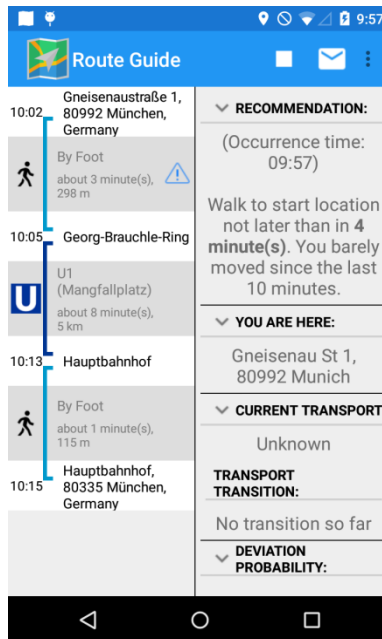 9:57
Route Guide
10:02
Gneisenaustraße 1,
80992 München,
Germany
By Foot
about 3 minute(s),
298 m
10:05
Georg-Brauchle-Ring
U
U1
(Mangfallplatz)
about 8 minute(s),
5 km
10:13
Hauptbahnhof
By Foot
about 1 minute(s),
115 m
10:15
Hauptbahnhof,
80335 München,
Germany
RECOMMENDATION:
(Occurrence time:
09:57)
Walk to start location
not later than in 4
minute(s). You barely
moved since the last
10 minutes.
YOU ARE HERE:
Gneisenau St 1,
80992 Munich
CURRENT TRANSPORT
Unknown
TRANSPORT
TRANSITION:
No transition so far
DEVIATION
PROBABILITY: